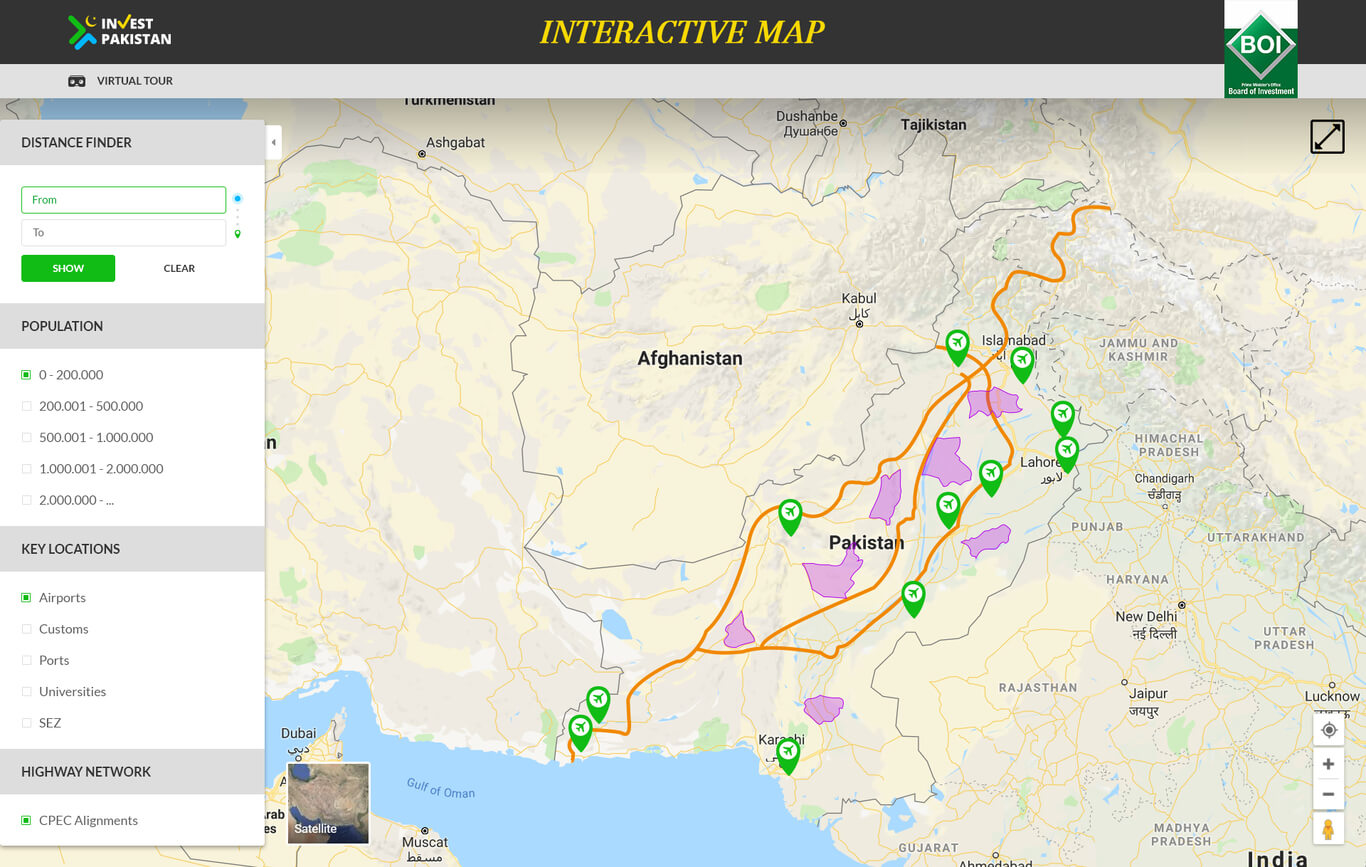 INVEST
PAKISTAN
INTERACTIVE MAP
BOI
Prime Minister's Office
Board of Investment
VIRTUAL TOUR
DISTANCE FINDER
From
To
SHOW
CLEAR
POPULATION
0 - 200.000
200.001 - 500.000
500.001 - 1.000.000
1.000.001 - 2.000.000
2.000.000 - ...
KEY LOCATIONS
Airports
Customs
Ports
Universities
SEZ
HIGHWAY NETWORK
CPEC Alignments
Turkmenistan
Ashgabat
Dushanbe
Душанбе
Tajikistan
Kabul
کابل
Afghanistan
Islamabad
JAMMU AND
KASHMIR
HIMACHAL
PRADESH
Lahore
لاہور
Chandigarh
चंडीगढ़
PUNJAB
UTTARAKHAND
Pakistan
HARYANA
New Delhi
नई दिल्ली
UTTAR
PRADESH
RAJASTHAN
Jaipur
जयपुर
Lucknow
Dubai
دبي
Karachi
Gulf of Oman
Satellite
Muscat
مسقط
MADHYA
PRADESH
GUJARAT
Ahmedabad
India